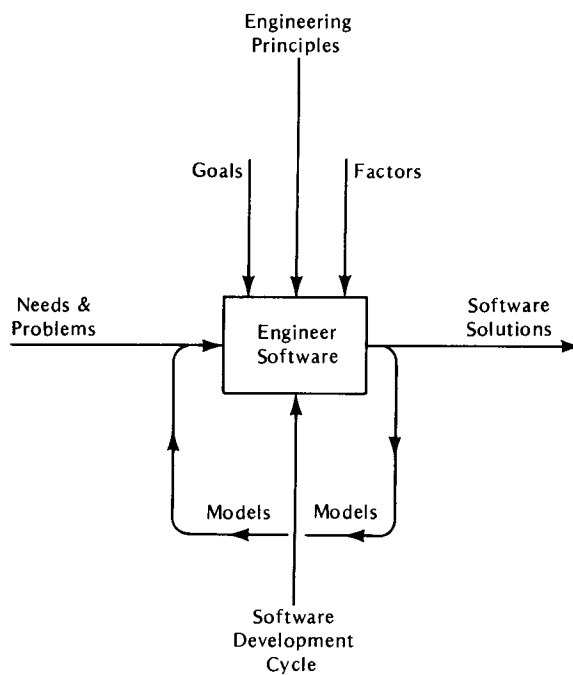 Engineering
Principles
Goals
Factors
Needs &
Problems
Engineer
Software
Software
Solutions
Models
Models
Software
Development
Cycle